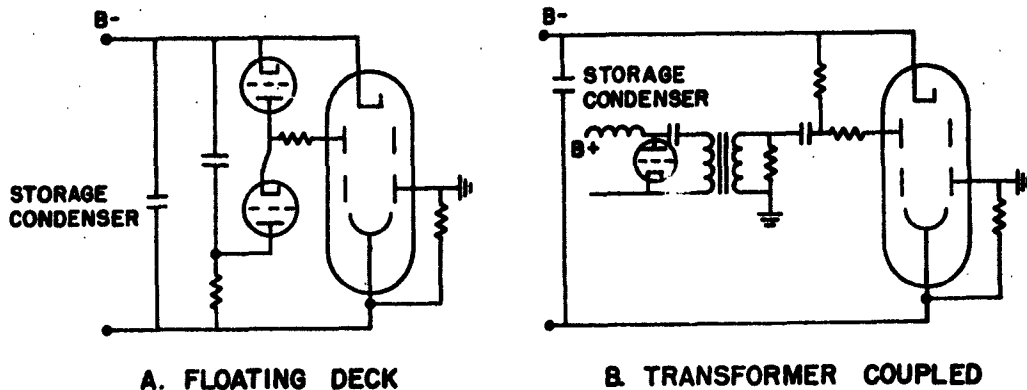 B-
STORAGE
CONDENSER
A. FLOATING DECK
B-
STORAGE
CONDENSER
B+
B. TRANSFORMER COUPLED